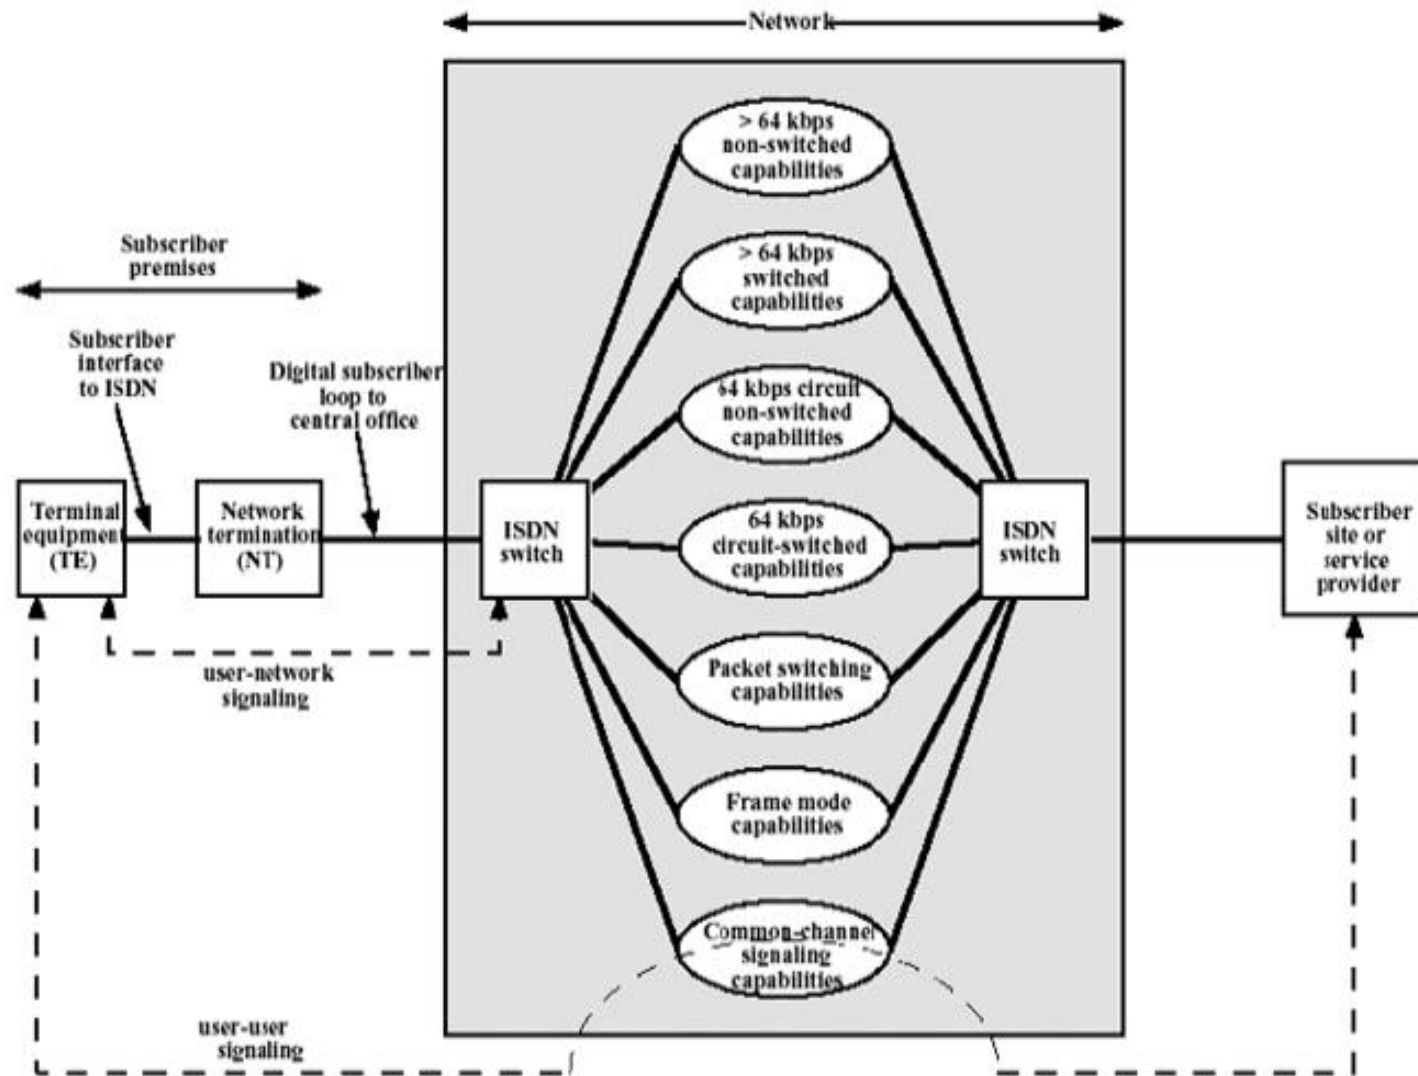 Network
> 64 kbps
non-switched
capabilities
> 64 kbps
switched
capabilities
Subscriber
premises
Subscriber
interface
to ISDN
Digital subscriber
loop to
central office
64 kbps circuit
non-switched
capabilities
Terminal
equipment
(TE)
Network
termination
(NT)
ISDN
switch
64 kbps
circuit-switched
capabilities
ISDN
switch
Subscriber
site or
service
provider
user-network
signaling
Packet switching
capabilities
Frame mode
capabilities
Common-channel
signaling
capabilities
user-user
signaling